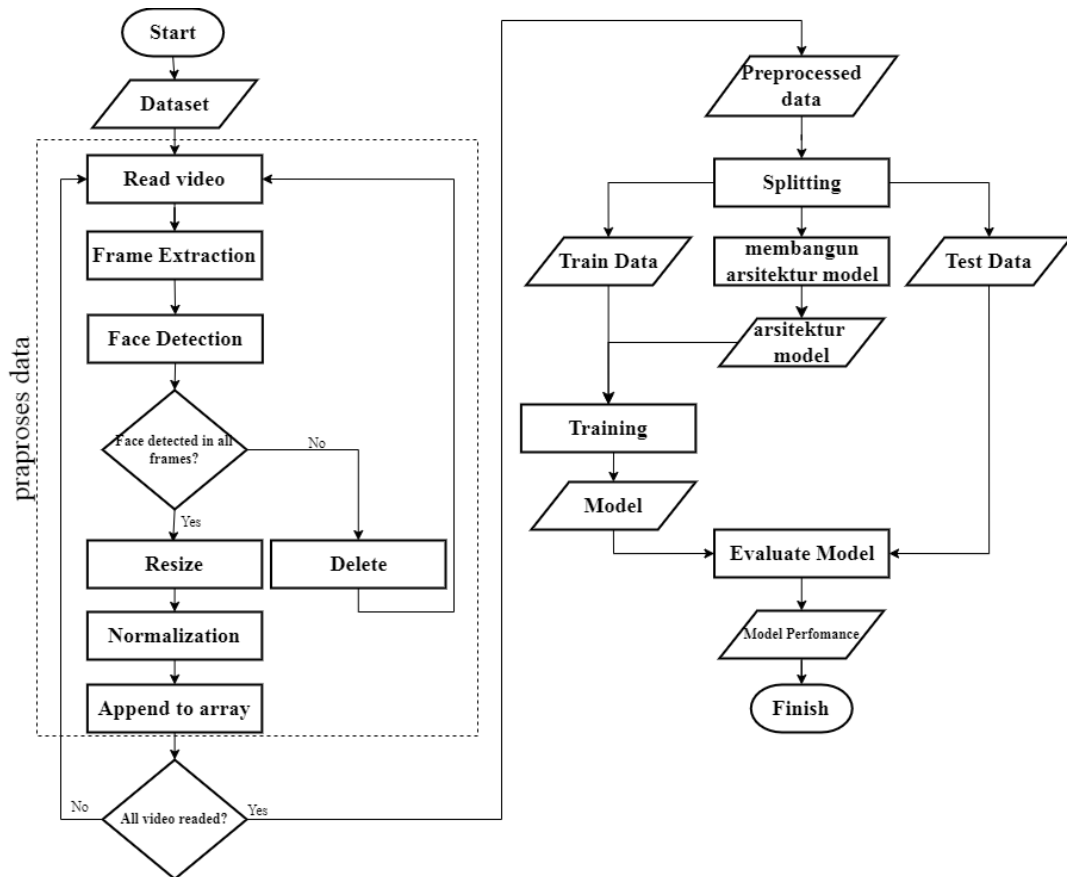 Start
Dataset
praproses data
Read video
Frame Extraction
Face Detection
Face detected in all
frames?
No
Yes
Resize
Delete
Normalization
Append to array
All video readed?
No
Yes
Preprocessed
data
Splitting
Train Data
membangun
arsitektur model
Test Data
arsitektur
model
Training
Model
Evaluate Model
Model Perfomance
Finish